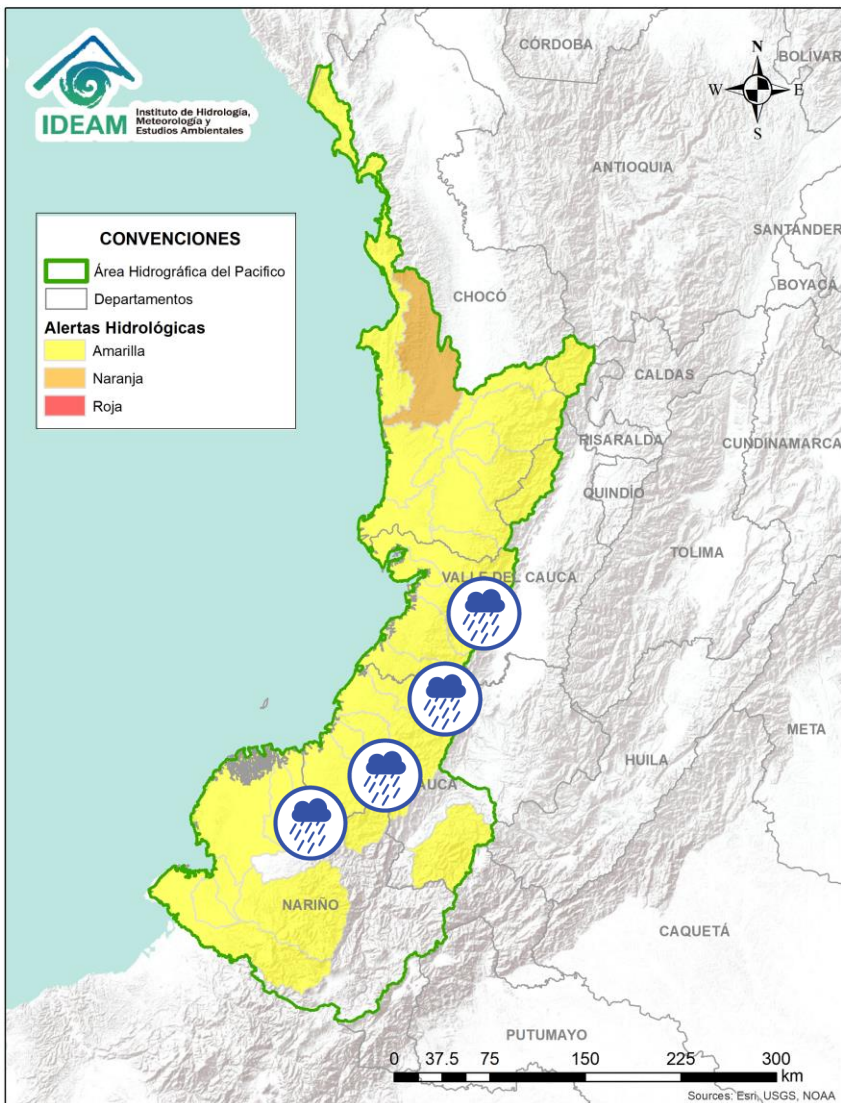 IDEAM
Instituto de Hidrología,
Meteorología y
Estudios Ambientales
CÓRDOBA
BOLÍVAR
N
W
E
S
ANTIOQUIA
SANTANDER
BOYACÁ
CONVENCIONES
Área Hidrográfica del Pacifico
Departamentos
Alertas Hidrológicas
Amarilla
Naranja
Roja
CHOCÓ
CALDAS
RISARALDA
CUNDINAMARCA
QUINDÍO
TOLIMA
VALLE DEL CAUCA
META
HUILA
AUCA
NARIÑO
CAQUETÁ
PUTUMAYO
0 37.5 75 150 225 300
km
Sources: Esri, USGS, NOAA